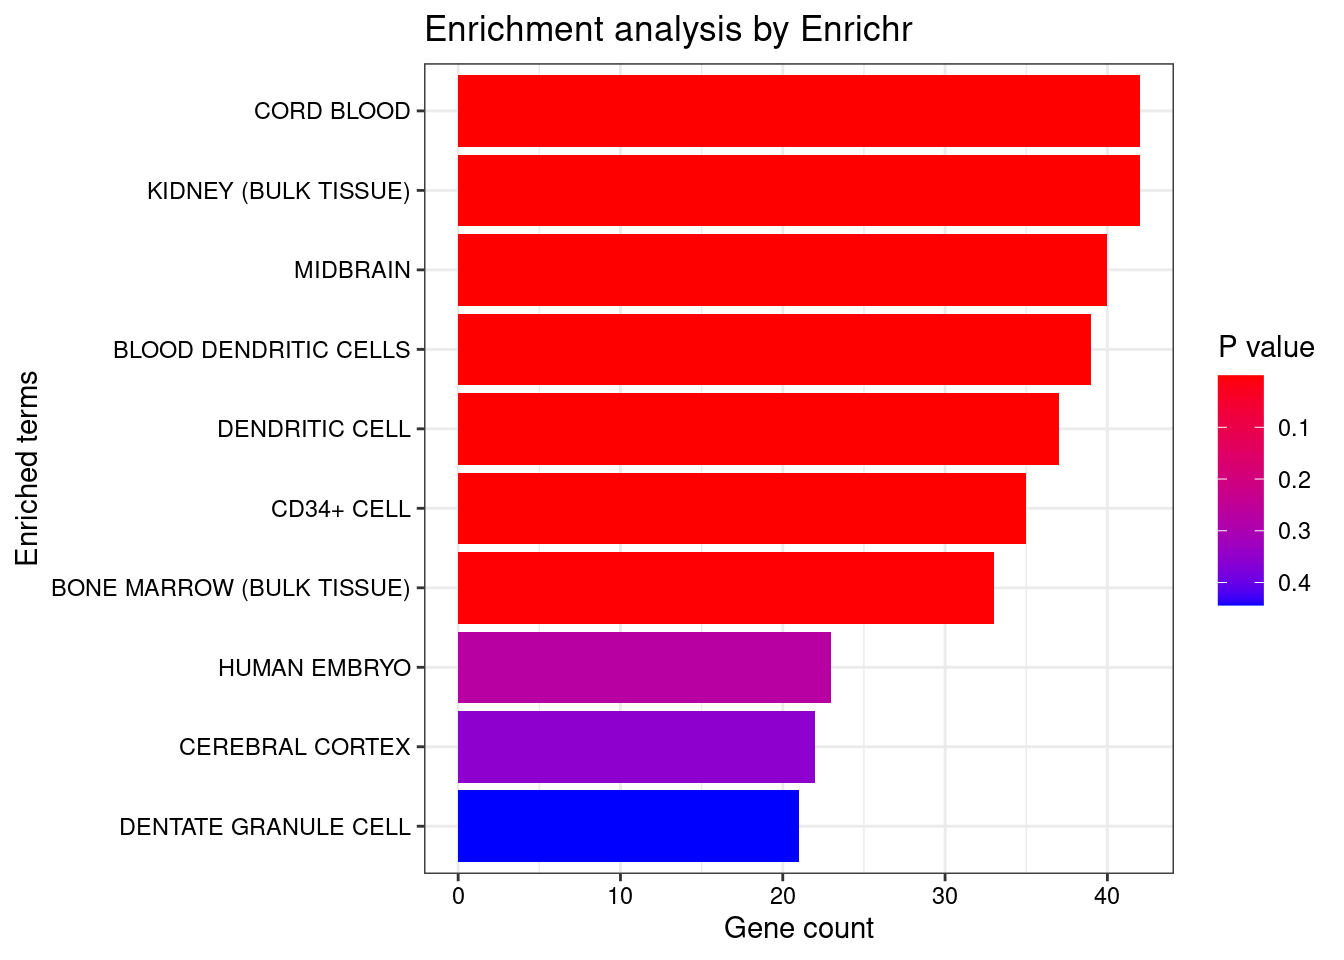 Enrichment analysis by Enrichr
CORD BLOOD
KIDNEY (BULK TISSUE)
MIDBRAIN
BLOOD DENDRITIC CELLS
DENDRITIC CELL
CD34+ CELL
BONE MARROW (BULK TISSUE)
HUMAN EMBRYO
CEREBRAL CORTEX
DENTATE GRANULE CELL
Enriched terms
0 10 20 30 40
Gene count
P value
0.1
0.2
0.3
0.4